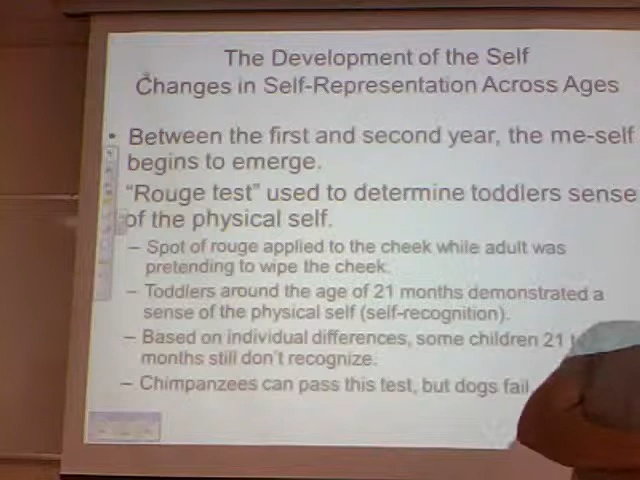 The Development of the Self
Changes in Self-Representation Across Ages
• Between the first and second year, the me-self
begins to emerge.
"Rouge test" used to determine toddlers sense
of the physical self.
– Spot of rouge applied to the cheek while adult was
pretending to wipe the cheek.
– Toddlers around the age of 21 months demonstrated a
sense of the physical self (self-recognition).
– Based on individual differences, some children 21
months still don't recognize.
– Chimpanzees can pass this test, but dogs fail